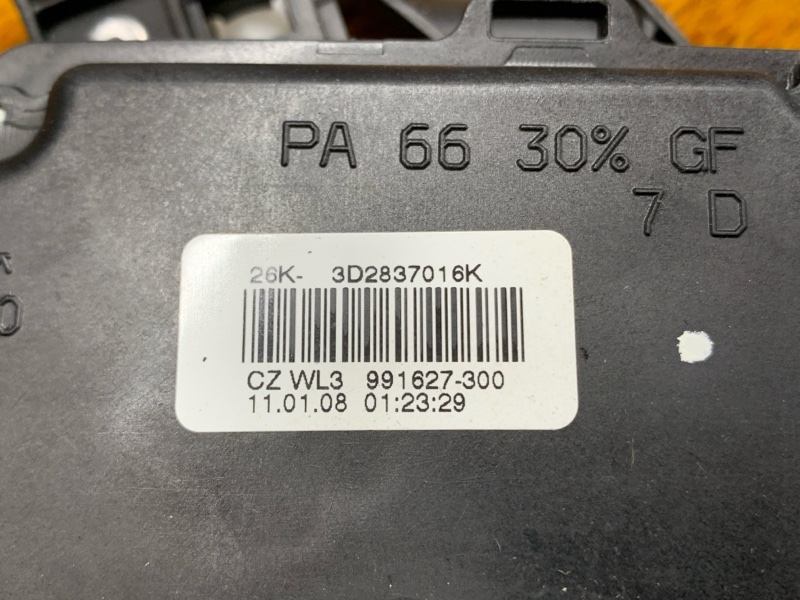 PA 66 30% GF
7 D
26K- 3D2837016K
CZ WL3 991627-300
11.01.08 01:23:29